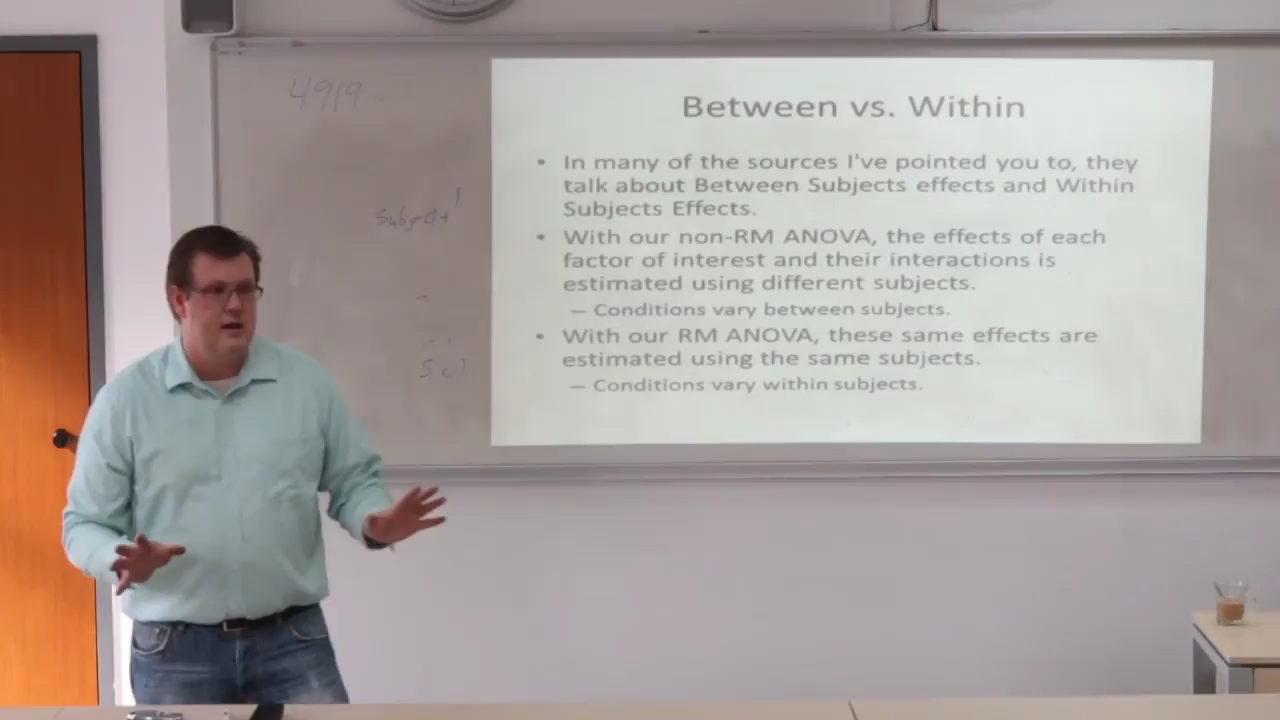 4919
Between vs. Within
• In many of the sources I've pointed you to, they
talk about Between Subjects effects and Within
Subjects Effects.
• With our non-RM ANOVA, the effects of each
factor of interest and their interactions is
estimated using different subjects.
– Conditions vary between subjects.
• With our RM ANOVA, these same effects are
estimated using the same subjects.
– Conditions vary within subjects.